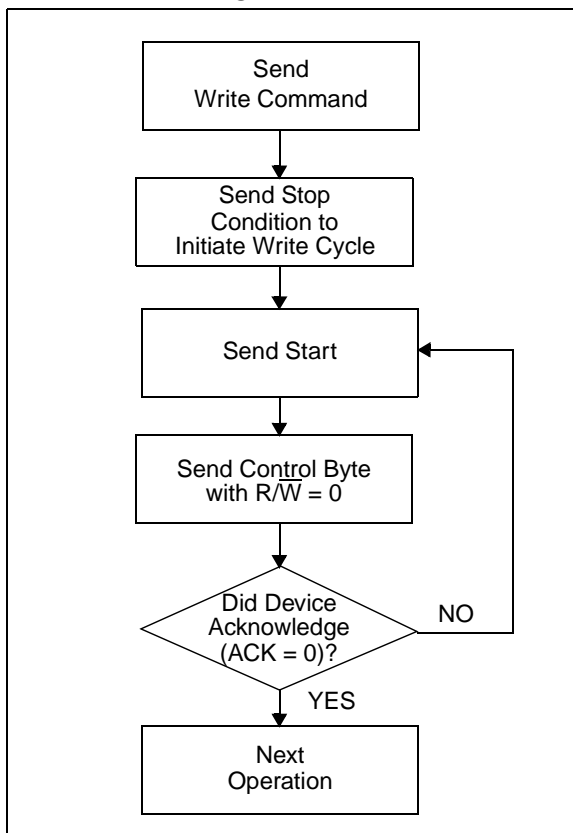 Send
Write Command
Send Stop
Condition to
Initiate Write Cycle
Send Start
Send Control Byte
with R/W̅ = 0
Did Device
Acknowledge
(ACK = 0)?
NO
YES
Next
Operation